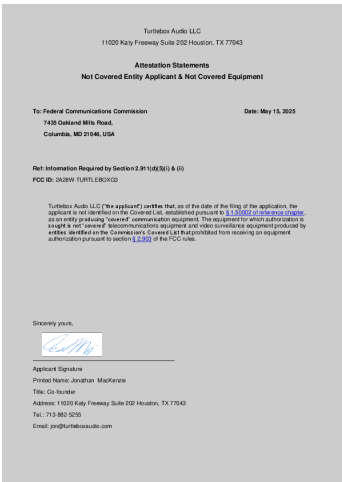 Turtlebox Audio LLC
11020 Katy Freeway Suite 202 Houston, TX 77043
Attestation Statements
Not Covered Entity Applicant & Not Covered Equipment
To: Federal Communications Commission Date: May 15, 2025
7435 Oakland Mills Road,
Columbia, MD 21046, USA
Ref: Information Required by Section 2.911(d)(5)(i) & (ii)
FCC ID: 2A28W-TURTLEBOXG3
Turtlebox Audio LLC ("the applicant") certifies that, as of the date of the filing of the application, the
applicant is not identified on the Covered List, established pursuant to § 1.50002 of reference chapter,
as an entity producing "covered" communication equipment. The equipment for which authorization is
sought is not "covered" telecommunications equipment and video surveillance equipment produced by
entities identified on the Commission's Covered List that prohibited from receiving an equipment
authorization pursuant to section § 2.903 of the FCC rules.
Sincerely yours,
Applicant Signature
Printed Name: Jonathan MacKenzie
Title: Co-founder
Address: 11020 Katy Freeway Suite 202 Houston, TX 77043
Tel.: 713-882-5255
Email: jon@turtleboxaudio.com